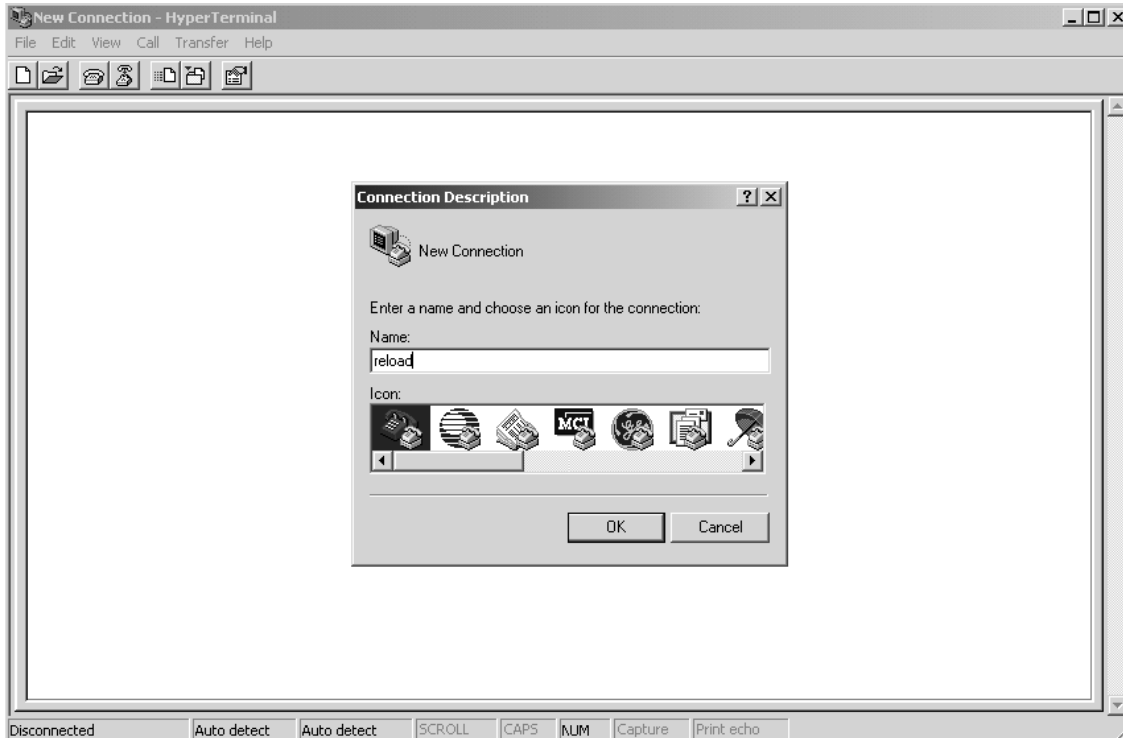 New Connection - HyperTerminal
File Edit View Call Transfer Help
Connection Description
New Connection
Enter a name and choose an icon for the connection:
Name:
reload
Icon:
MCI
OK Cancel
Disconnected Auto detect Auto detect SCROLL CAPS NUM Capture Print echo